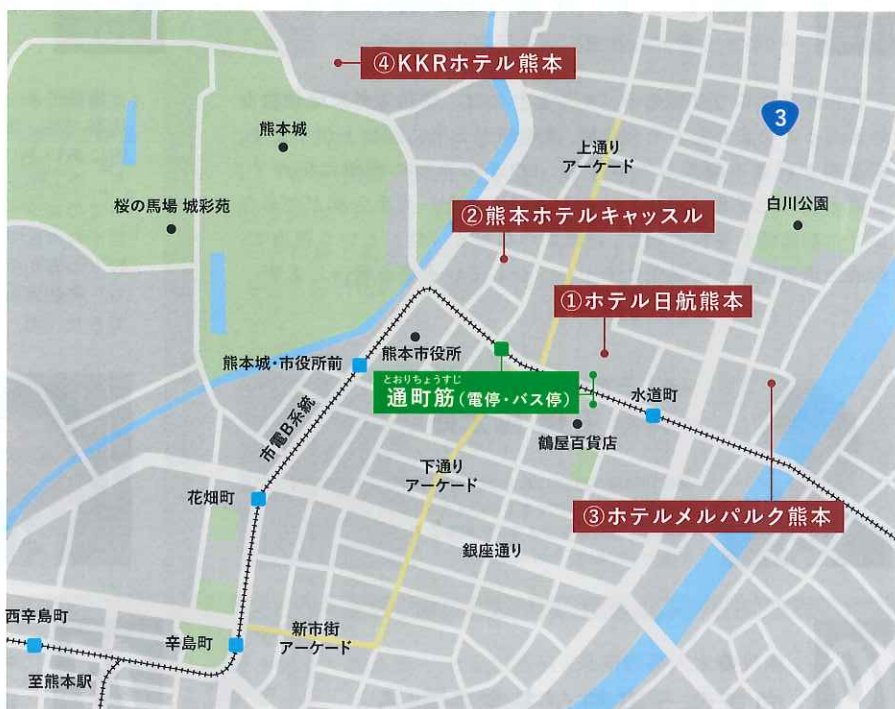 ④KKRホテル熊本
3
熊本城
上通り
アーケード
桜の馬場 城彩苑
白川公園
②熊本ホテルキャッスル
①ホテル日航熊本
熊本城・市役所前
熊本市役所
とおりちょうすじ
通町筋(電停・バス停)
水道町
市電B系統
鶴屋百貨店
下通り
アーケード
花畑町
③ホテルメルパルク熊本
銀座通り
西辛島町
辛島町
新市街
アーケード
至熊本駅